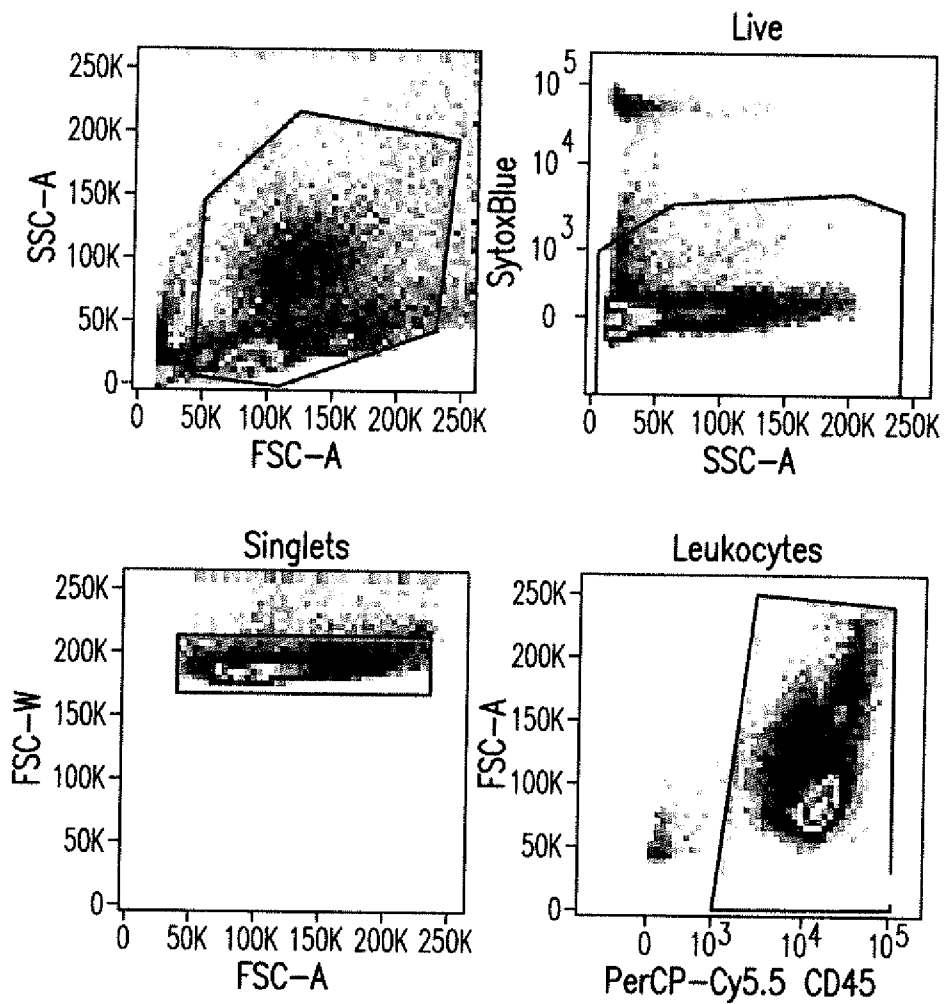 Live
250K
200K
150K
100K
50K
0
SSC-A
0 50K 100K 150K 200K 250K
FSC-A
10^5
10^4
10^3
0
SytoxBlue
0 50K 100K 150K 200K 250K
SSC-A
Singlets
250K
200K
150K
100K
50K
0
FSC-W
0 50K 100K 150K 200K 250K
FSC-A
Leukocytes
250K
200K
150K
100K
50K
0
FSC-A
0 10^3 10^4 10^5
PerCP-Cy5.5 CD45